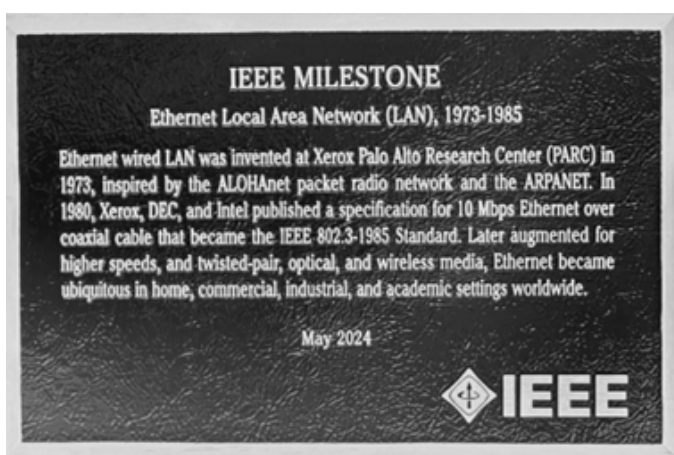 IEEE MILESTONE
Ethernet Local Area Network (LAN), 1973-1985
Ethernet wired LAN was invented at Xerox Palo Alto Research Center (PARC) in
1973, inspired by the ALOHAnet packet radio network and the ARPANET. In
1980, Xerox, DEC, and Intel published a specification for 10 Mbps Ethernet over
coaxial cable that became the IEEE 802.3-1985 Standard. Later augmented for
higher speeds, and twisted-pair, optical, and wireless media, Ethernet became
ubiquitous in home, commercial, industrial, and academic settings worldwide.
May 2024
IEEE